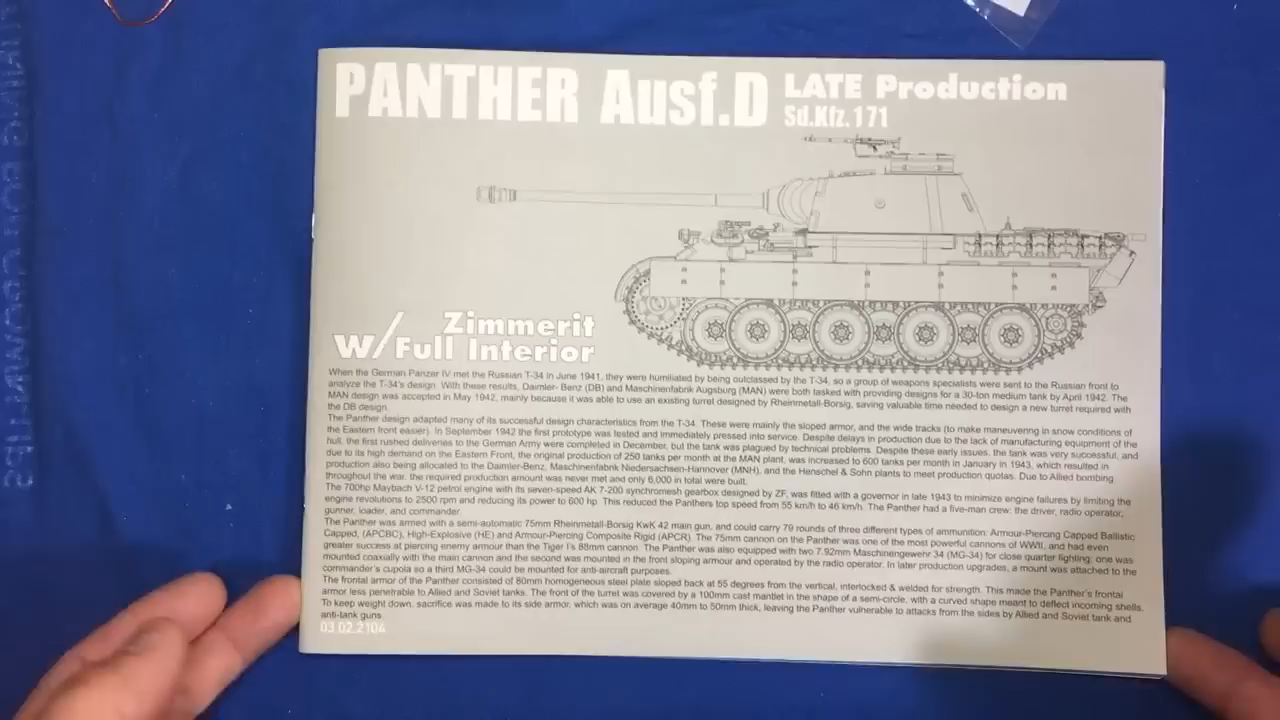 PANTHER Ausf.D LATE Production
Sd.Kfz.171
Zimmerit
W/Full Interior
When the German Panzer IV met the Russian T-34 in June 1941, they were humiliated by being outclassed by the T-34, so a group of weapons specialists were sent to the Russian front to
analyze the T-34's design. With these results, Daimler- Benz (DB) and Maschinenfabrik Augsburg (MAN) were both tasked with providing designs for a 30-ton medium tank by April 1942. The
MAN design was accepted in May 1942, mainly because it was able to use an existing turret designed by Rheinmetall-Borsig, saving valuable time needed to design a new turret required with
the DB design.
The Panther design adapted many of its successful design characteristics from the T-34. These were mainly the sloped armor, and the wide tracks (to make maneuvering in snow conditions of
the Eastern front easier). In September 1942 the first prototype was tested and immediately pressed into service. Despite delays in production due to the lack of manufacturing equipment of the
hull, the first rushed deliveries to the German Army were completed in December, but the tank was plagued by technical problems. Despite these early issues, the tank was very successful, and
due to its high demand on the Eastern Front, the original production of 250 tanks per month at the MAN plant, was increased to 600 tanks per month in January in 1943, which resulted in
production also being allocated to the Daimler-Benz, Maschinenfabrik Niedersachsen-Hannover (MNH), and the Henschel & Sohn plants to meet production quotas. Due to Allied bombing
throughout the war, the required production amount was never met and only 6,000 in total were built.
The 700hp Maybach V-12 petrol engine with its seven-speed AK 7-200 synchromesh gearbox designed by ZF, was fitted with a governor in late 1943 to minimize engine failures by limiting the
engine revolutions to 2500 rpm and reducing its power to 600 hp. This reduced the Panthers top speed from 55 km/h to 46 km/h. The Panther had a five-man crew: the driver, radio operator,
gunner, loader, and commander.
The Panther was armed with a semi-automatic 75mm Rheinmetall-Borsig KwK 42 main gun, and could carry 79 rounds of three different types of ammunition: Armour-Piercing Capped Ballistic
Capped, (APCBC), High-Explosive (HE) and Armour-Piercing Composite Rigid (APCR). The 75mm cannon on the Panther was one of the most powerful cannons of WWII, and had even
greater success at piercing enemy armour than the Tiger I's 88mm cannon. The Panther was also equipped with two 7.92mm Maschinengewehr 34 (MG-34) for close quarter fighting: one was
mounted coaxially with the main cannon and the second was mounted in the front sloping armour and operated by the radio operator. In later production upgrades, a mount was attached to the
commander's cupola so a third MG-34 could be mounted for anti-aircraft purposes.
The frontal armor of the Panther consisted of 80mm homogeneous steel plate sloped back at 55 degrees from the vertical, interlocked & welded for strength. This made the Panther's frontal
armor less penetrable to Allied and Soviet tanks. The front of the turret was covered by a 100mm cast mantlet in the shape of a semi-circle, with a curved shape meant to deflect incoming shells.
To keep weight down, sacrifice was made to its side armor, which was on average 40mm to 50mm thick, leaving the Panther vulnerable to attacks from the sides by Allied and Soviet tank and
anti-tank guns.
03.02.2104